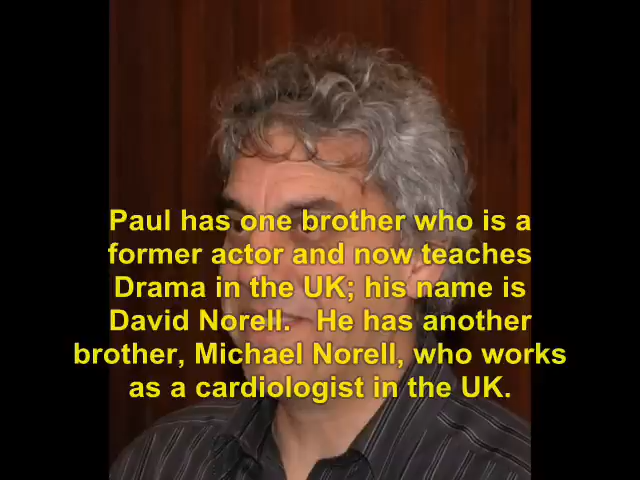 Paul has one brother who is a
former actor and now teaches
Drama in the UK; his name is
David Norell.   He has another
brother, Michael Norell, who works
as a cardiologist in the UK.